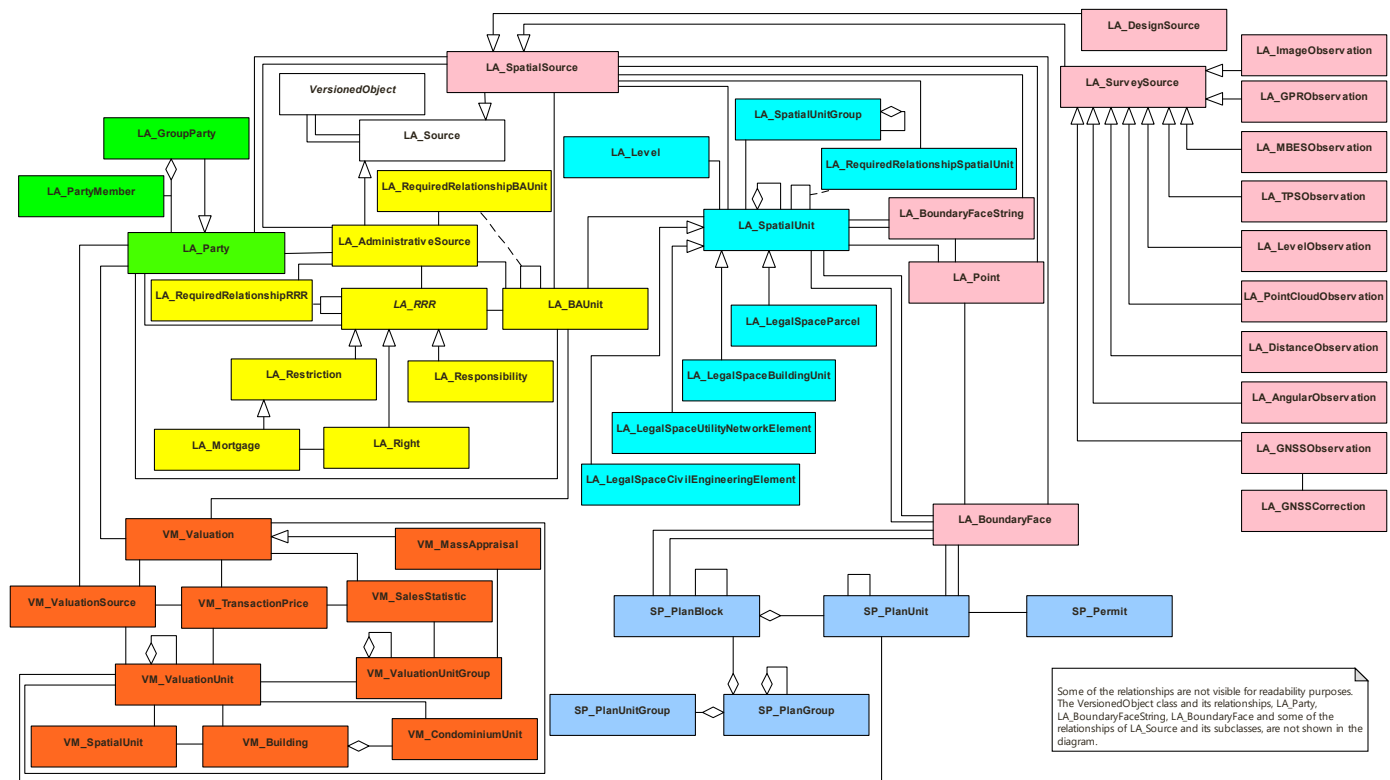 LA_DesignSource
LA_ImageObservation
LA_SpatialSource
LA_SurveySource
VersionedObject
LA_GPRObservation
LA_SpatialUnitGroup
LA_GroupParty
LA_Source
LA_MBESObservation
LA_Level
LA_RequiredRelationshipSpatialUnit
LA_PartyMember
LA_RequiredRelationshipBAUnit
LA_TPSObservation
LA_BoundaryFaceString
LA_SpatialUnit
LA_Party
LA_AdministrativeSource
LA_LevelObservation
LA_Point
LA_RequiredRelationshipRRR
LA_RRR
LA_BAUnit
LA_PointCloudObservation
LA_LegalSpaceParcel
LA_DistanceObservation
LA_Restriction
LA_Responsibility
LA_LegalSpaceBuildingUnit
LA_AngularObservation
LA_LegalSpaceUtilityNetworkElement
LA_Mortgage
LA_Right
LA_GNSSObservation
LA_LegalSpaceCivilEngineeringElement
LA_GNSSCorrection
LA_BoundaryFace
VM_Valuation
VM_MassAppraisal
VM_ValuationSource
VM_TransactionPrice
VM_SalesStatistic
SP_PlanBlock
SP_PlanUnit
SP_Permit
VM_ValuationUnit
VM_ValuationUnitGroup
SP_PlanUnitGroup
SP_PlanGroup
VM_SpatialUnit
VM_Building
VM_CondominiumUnit
Some of the relationships are not visible for readability purposes.
The VersionedObject class and its relationships, LA_Party,
LA_BoundaryFaceString, LA_BoundaryFace and some of the
relationships of LA_Source and its subclasses, are not shown in the
diagram.